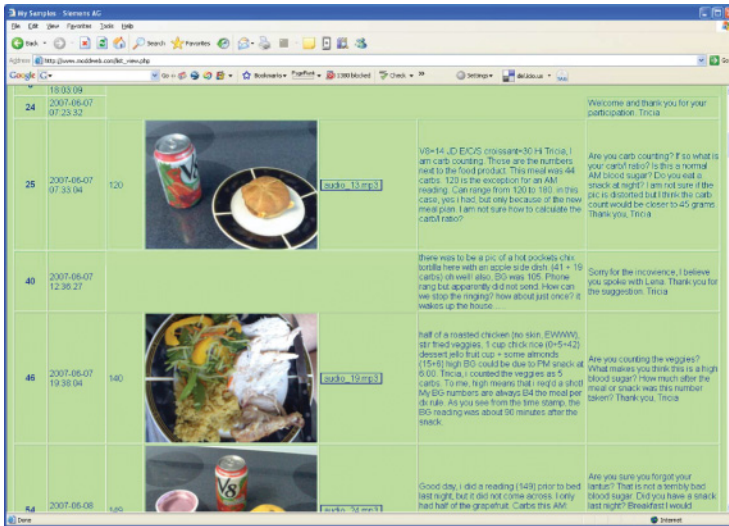 My Samples - Siemens AG
File Edit View Favorites Tools Help
Back Search Favorites
Address http://www.moddweb.com/list_view.php
Google G Go Bookmarks PageRank 1300 blocked Check Settings del.icio.us
18:03:09
24
2007-06-07
07:23:32
Welcome and thank you for your
participation. Tricia
25
2007-06-07
07:33:04
120
V8
audio_13.mp3
V8=14 JD E/C/S croissant=30 Hi Tricia, I
am carb counting. Those are the numbers
next to the food product. This meal was 44
carbs. 120 is the exception for an AM
reading. Can range from 120 to 180. in this
case, yes i had, but only because of the new
meal plan. I am not sure how to calculate the
carb/I ratio?
Are you carb counting? If so what is
your carb/I ratio? Is this a normal
AM blood sugar? Do you eat a
snack at night? I am not sure if the
pic is distorted but I think the carb
count would be closer to 45 grams.
Thank you, Tricia
40
2007-06-07
12:36:27
there was to be a pic of a hot pockets chix
tortilla here with an apple side dish. (41 + 19
carbs) oh well! also, BG was 105. Phone
rang but apparently did not send. How can
we stop the ringing? how about just once? it
wakes up the house....
Sorry for the incovience, I believe
you spoke with Lena. Thank you for
the suggestion. Tricia
46
2007-06-07
19:38:04
140
audio_19.mp3
half of a roasted chicken (no skin, EWWW),
stir fried veggies, 1 cup chick rice (0+5+42)
dessert jello fruit cup + some almonds
(15+6) high BG could be due to PM snack at
6:00. Tricia, i counted the veggies as 5
carbs. To me, high means that i req'd a shot!
My BG numbers are always B4 the meal per
dx rule. As you see from the time stamp, the
BG reading was about 90 minutes after the
snack.
Are you counting the veggies?
What makes you think this is a high
blood sugar? How much after the
meal or snack was this number
taken? Thank you, Tricia
54
2007-06-08
149
V8
audio_24.mp3
Good day, i did a reading (149) prior to bed
last night, but it did not come across. I only
had half of the grapefruit. Carbs this AM:
Are you sure you forgot your
lantus? That is not a terribly bad
blood sugar. Did you have a snack
last night? Breakfast I would
Done
Internet